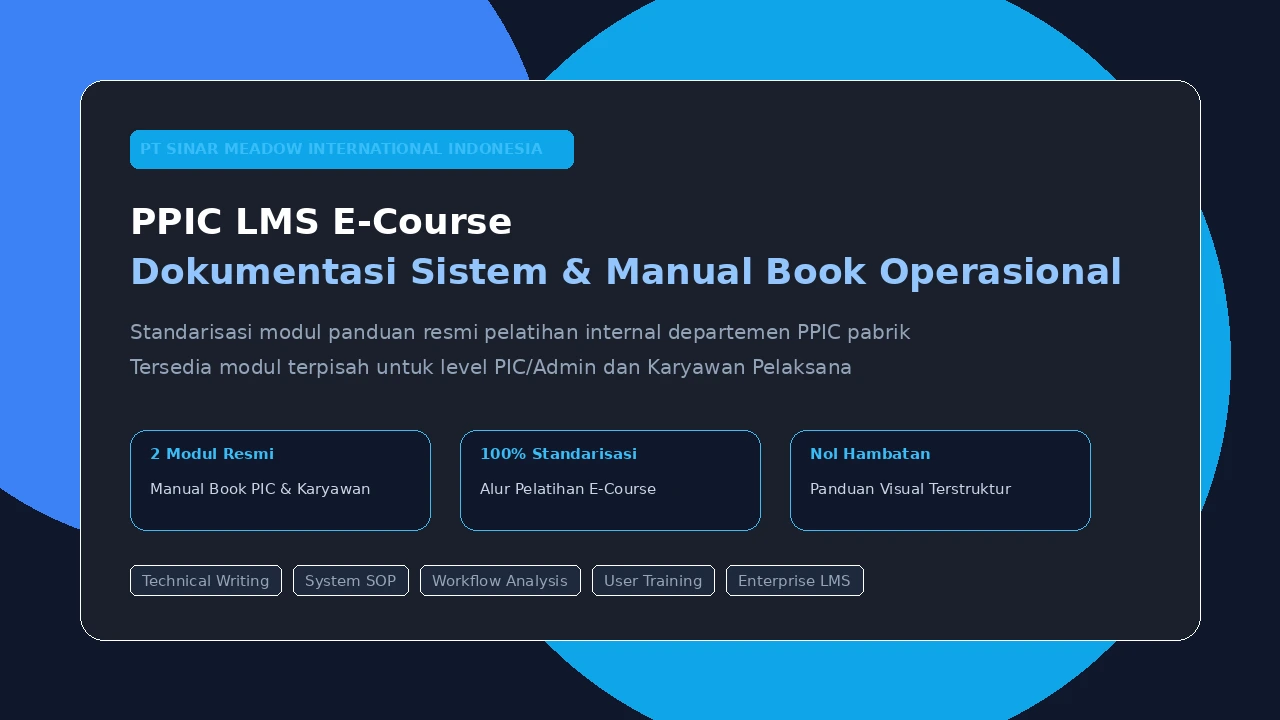 PT SINAR MEADOW INTERNATIONAL INDONESIA
PPIC LMS E-Course
Dokumentasi Sistem & Manual Book Operasional
Standarisasi modul panduan resmi pelatihan internal departemen PPIC pabrik
Tersedia modul terpisah untuk level PIC/Admin dan Karyawan Pelaksana
2 Modul Resmi
Manual Book PIC & Karyawan
100% Standarisasi
Alur Pelatihan E-Course
Nol Hambatan
Panduan Visual Terstruktur
Technical Writing
System SOP
Workflow Analysis
User Training
Enterprise LMS